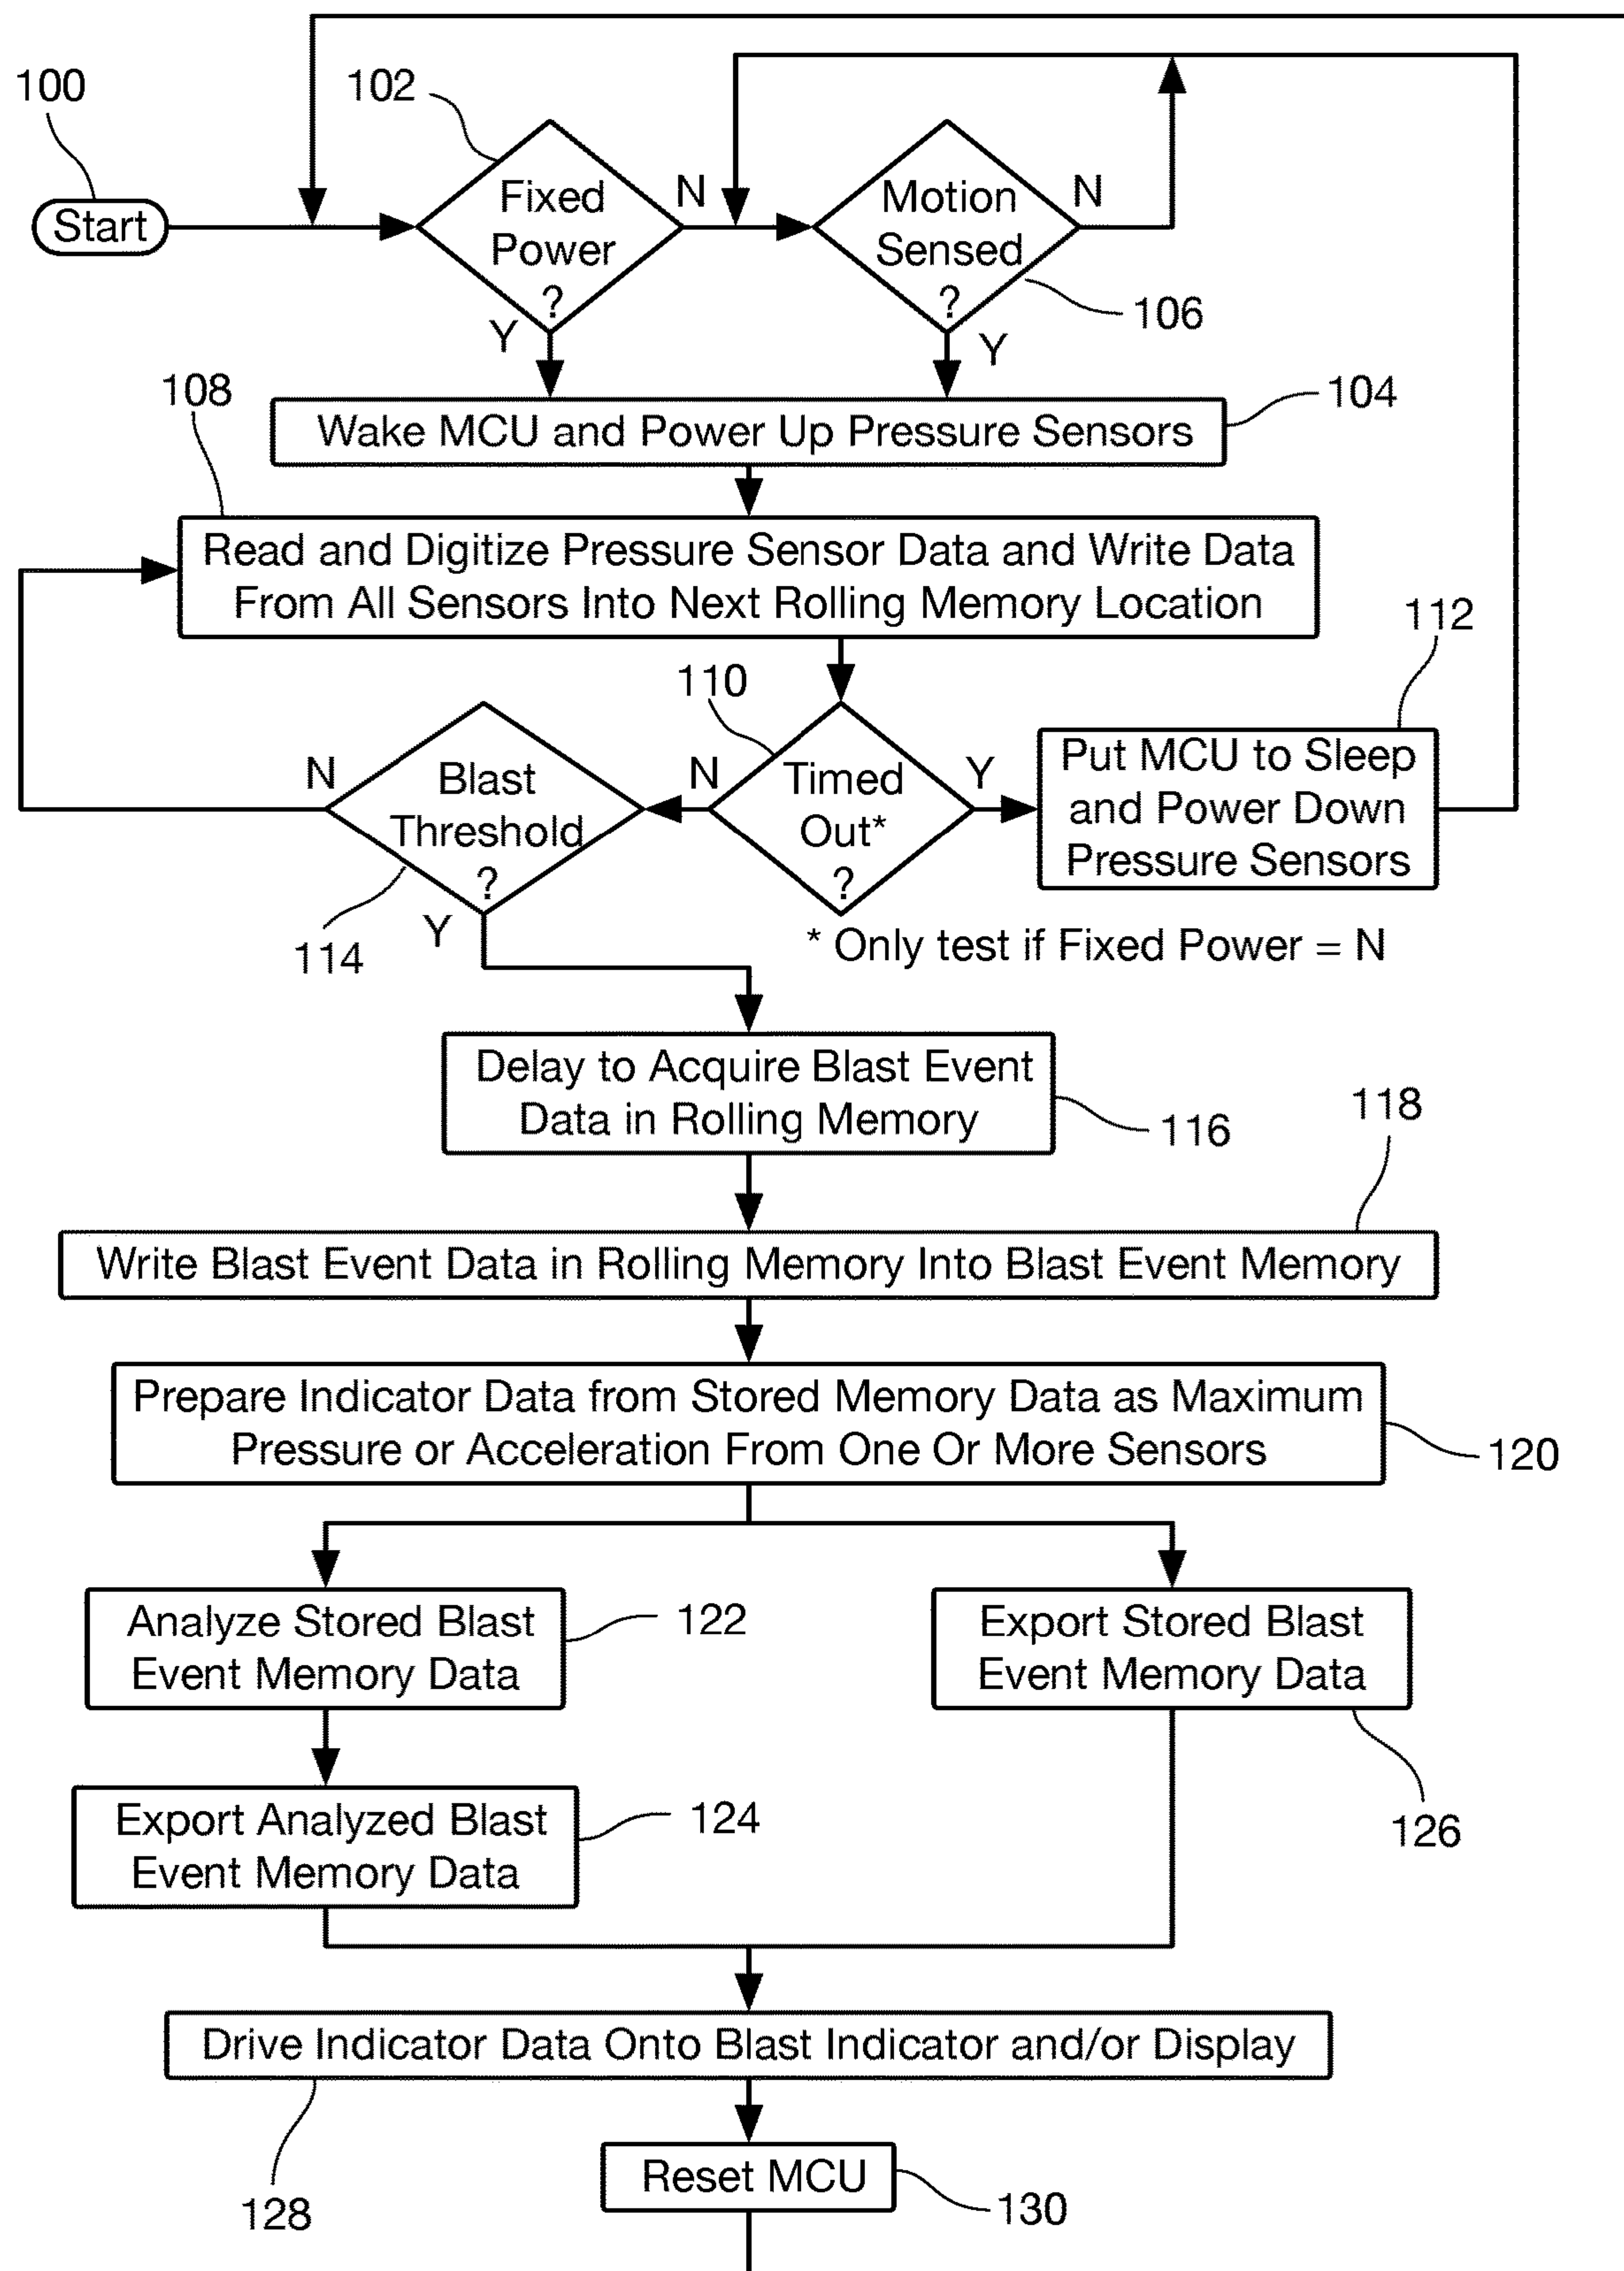 100
102
Start
Fixed
Power
?
N
Y
Motion
Sensed
?
N
Y
106
108
Wake MCU and Power Up Pressure Sensors
104
Read and Digitize Pressure Sensor Data and Write Data
From All Sensors Into Next Rolling Memory Location
110
112
N
Blast
Threshold
?
Y
114
N
Timed
Out*
?
Y
Put MCU to Sleep
and Power Down
Pressure Sensors
* Only test if Fixed Power = N
Delay to Acquire Blast Event
Data in Rolling Memory
116
118
Write Blast Event Data in Rolling Memory Into Blast Event Memory
Prepare Indicator Data from Stored Memory Data as Maximum
Pressure or Acceleration From One Or More Sensors
120
Analyze Stored Blast
Event Memory Data
122
Export Stored Blast
Event Memory Data
126
Export Analyzed Blast
Event Memory Data
124
Drive Indicator Data Onto Blast Indicator and/or Display
128
Reset MCU
130